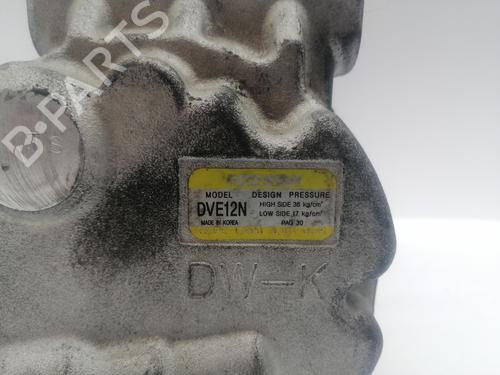 B-PARTS
MODEL DESIGN PRESSURE
DVE12N HIGH SIDE 36 kg/cm²
LOW SIDE 17 kg/cm²
MADE IN KOREA PAG 30
DW-K